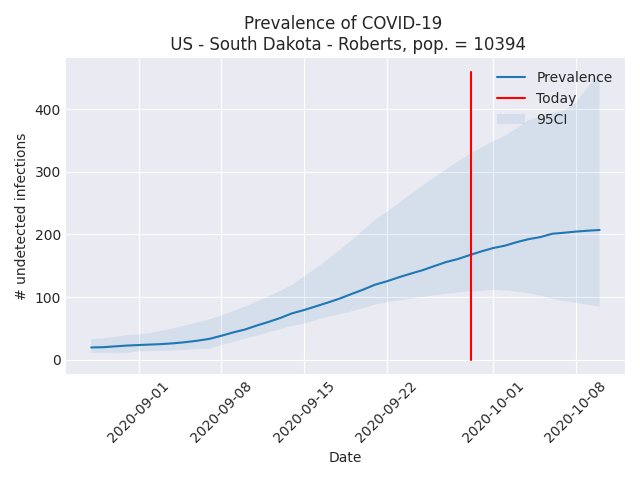 Prevalence of COVID-19
US - South Dakota - Roberts, pop. = 10394
Prevalence
Today
95CI
400
300
200
100
0
# undetected infections
2020-09-01
2020-09-08
2020-09-15
2020-09-22
2020-10-01
2020-10-08
Date